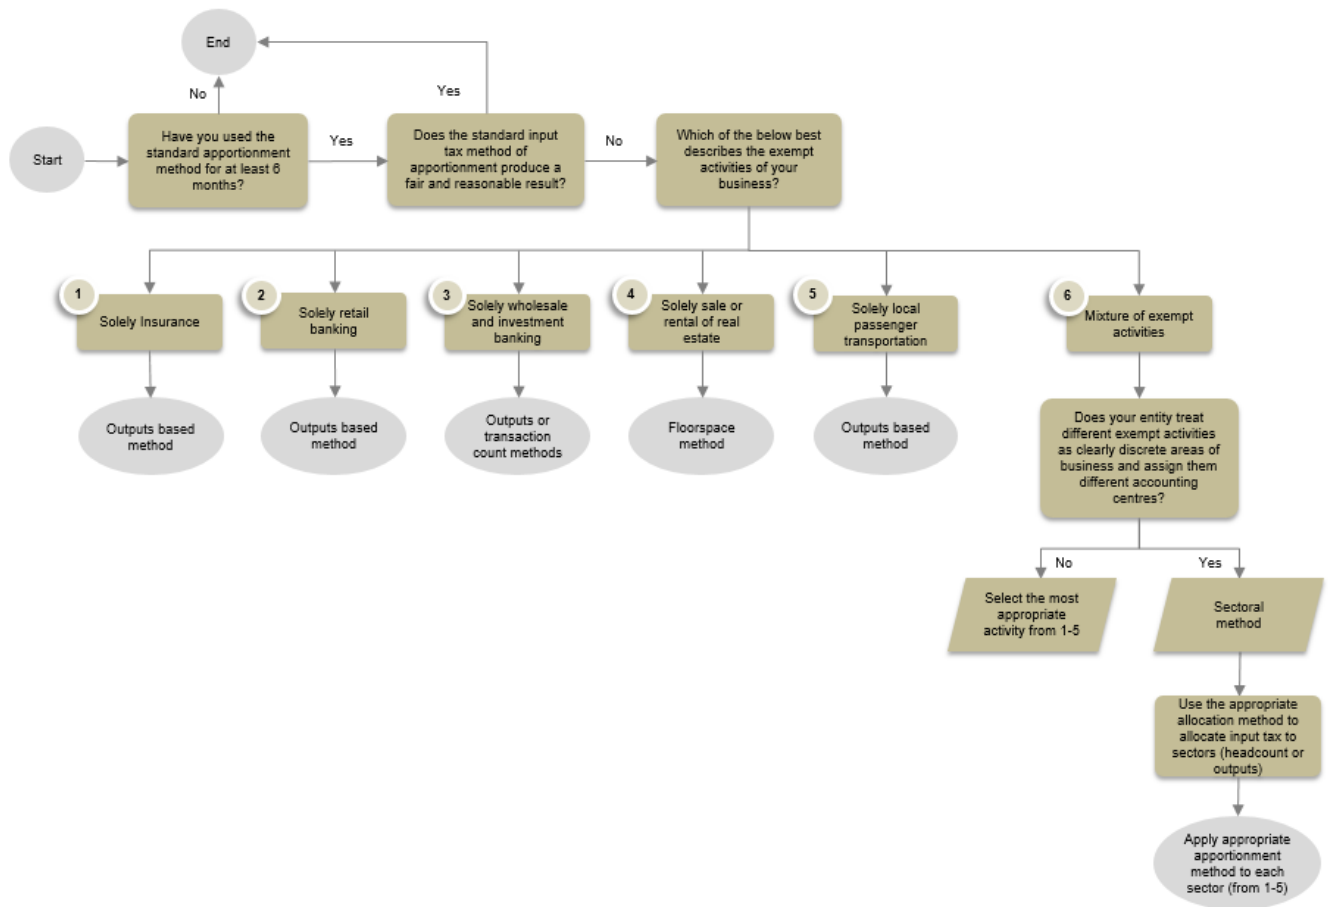 End
No
Yes
Start
Have you used the
standard apportionment
method for at least 6
months?
Yes
Does the standard input
tax method of
apportionment produce a
fair and reasonable result?
No
Which of the below best
describes the exempt
activities of your
business?
1
Solely Insurance
2
Solely retail
banking
3
Solely wholesale
and investment
banking
4
Solely sale or
rental of real
estate
5
Solely local
passenger
transportation
6
Mixture of exempt
activities
Outputs based
method
Outputs based
method
Outputs or
transaction
count methods
Floorspace
method
Outputs based
method
Does your entity treat
different exempt activities
as clearly discrete areas of
business and assign them
different accounting
centres?
No
Yes
Select the most
appropriate
activity from 1-5
Sectoral
method
Use the appropriate
allocation method to
allocate input tax to
sectors (headcount or
outputs)
Apply appropriate
apportionment
method to each
sector (from 1-5)